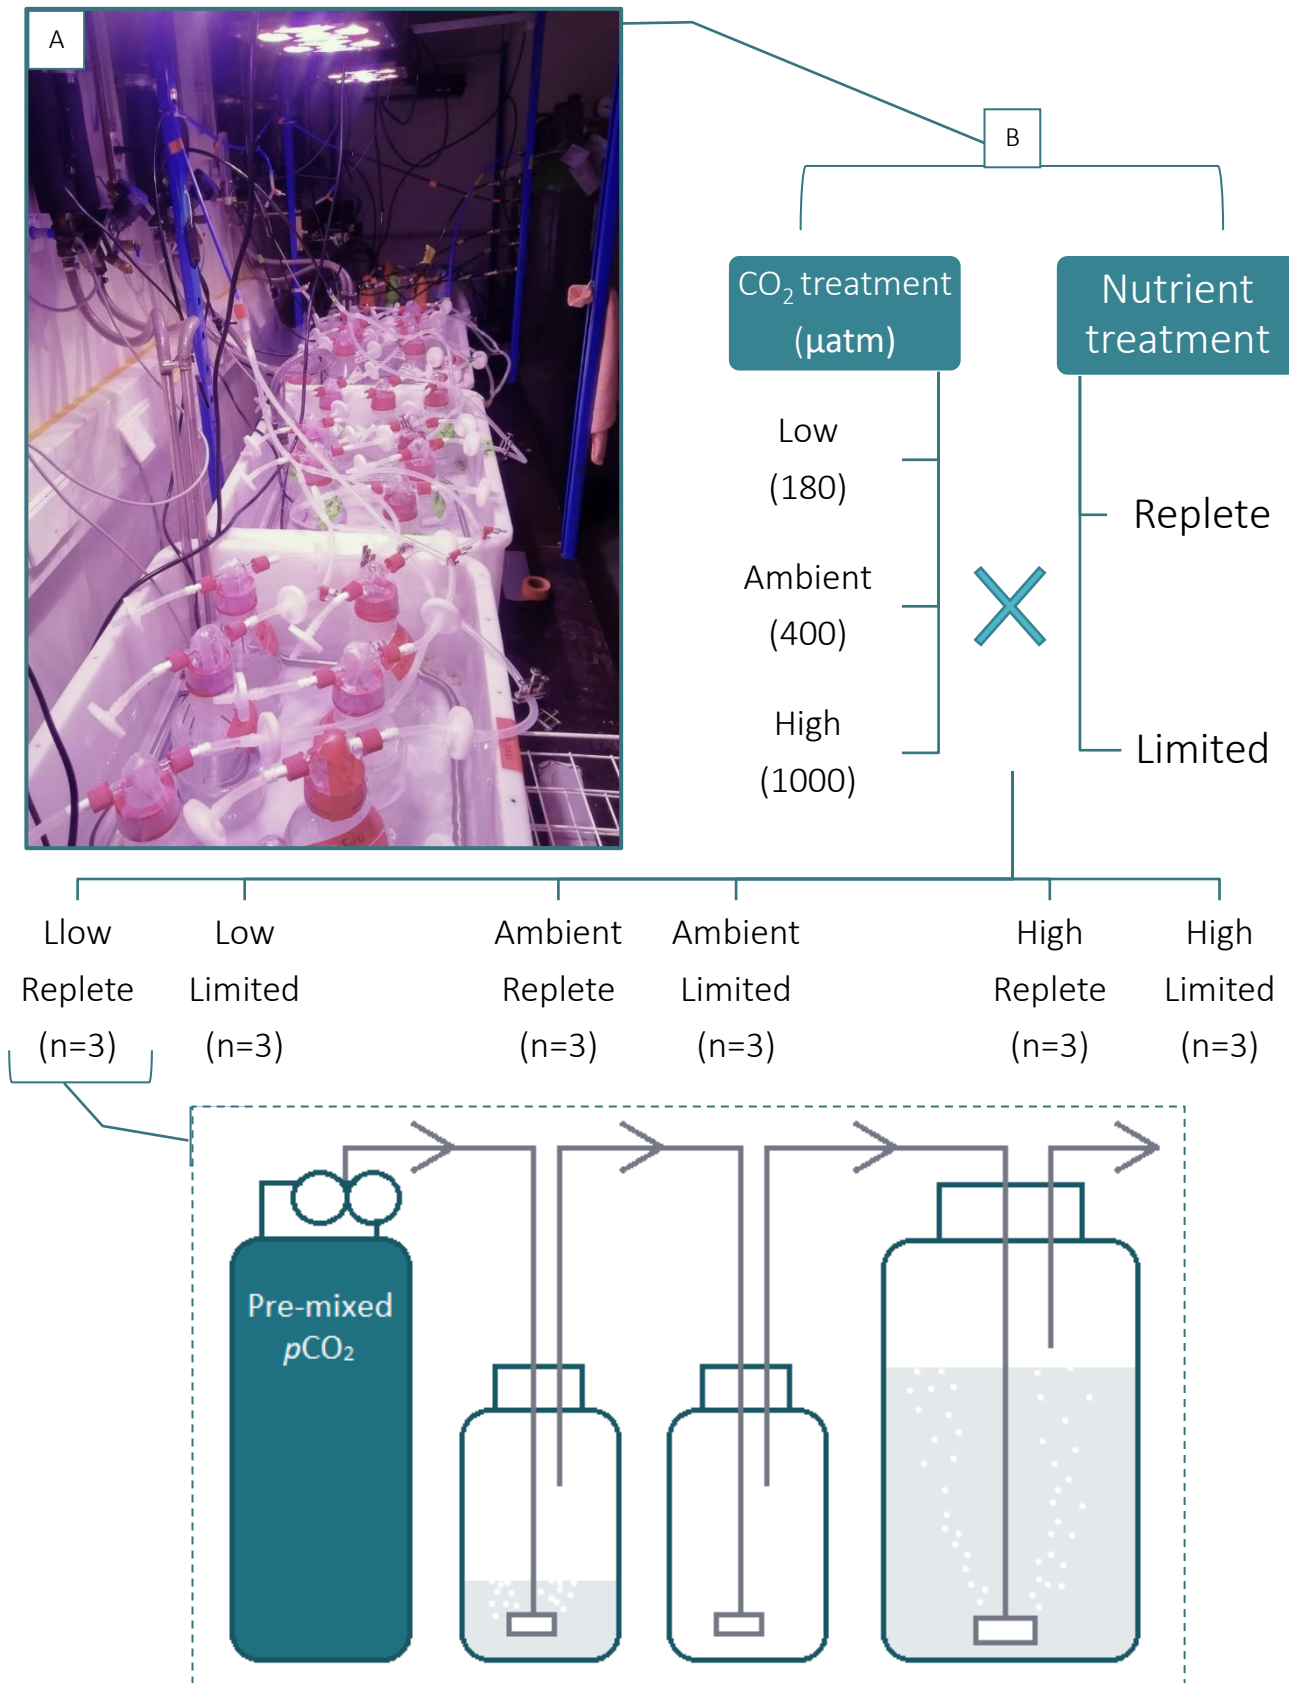 A
B
CO₂ treatment
(µatm)
Nutrient
treatment
Low
(180)
Ambient
(400)
High
(1000)
Replete
Limited
Llow
Replete
(n=3)
Low
Limited
(n=3)
Ambient
Replete
(n=3)
Ambient
Limited
(n=3)
High
Replete
(n=3)
High
Limited
(n=3)
Pre-mixed
pCO₂